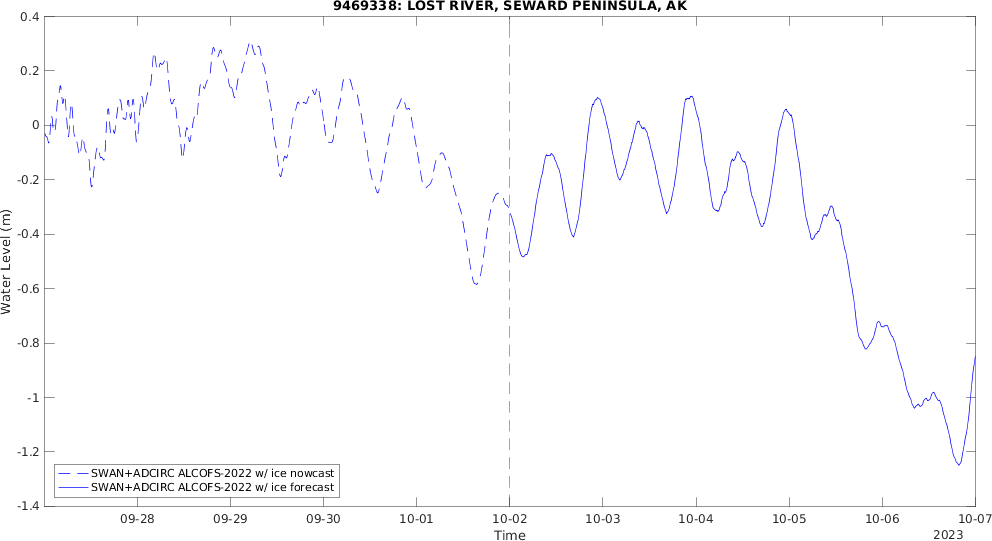 9469338: LOST RIVER, SEWARD PENINSULA, AK
0.4
0.2
0
-0.2
-0.4
-0.6
-0.8
-1
-1.2
-1.4
Water Level (m)
SWAN+ADCIRC ALCOFS-2022 w/ ice nowcast
SWAN+ADCIRC ALCOFS-2022 w/ ice forecast
09-28 09-29 09-30 10-01 10-02 10-03 10-04 10-05 10-06 10-07
Time
2023